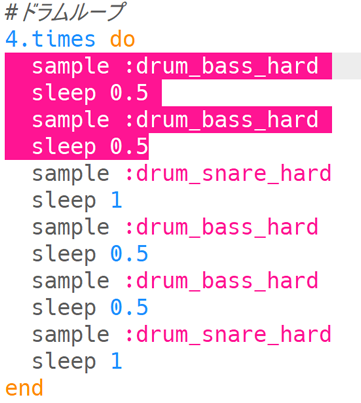 #ドラムループ
4.times do
  sample :drum_bass_hard
  sleep 0.5
  sample :drum_bass_hard
  sleep 0.5
  sample :drum_snare_hard
  sleep 1
  sample :drum_bass_hard
  sleep 0.5
  sample :drum_bass_hard
  sleep 0.5
  sample :drum_snare_hard
  sleep 1
end